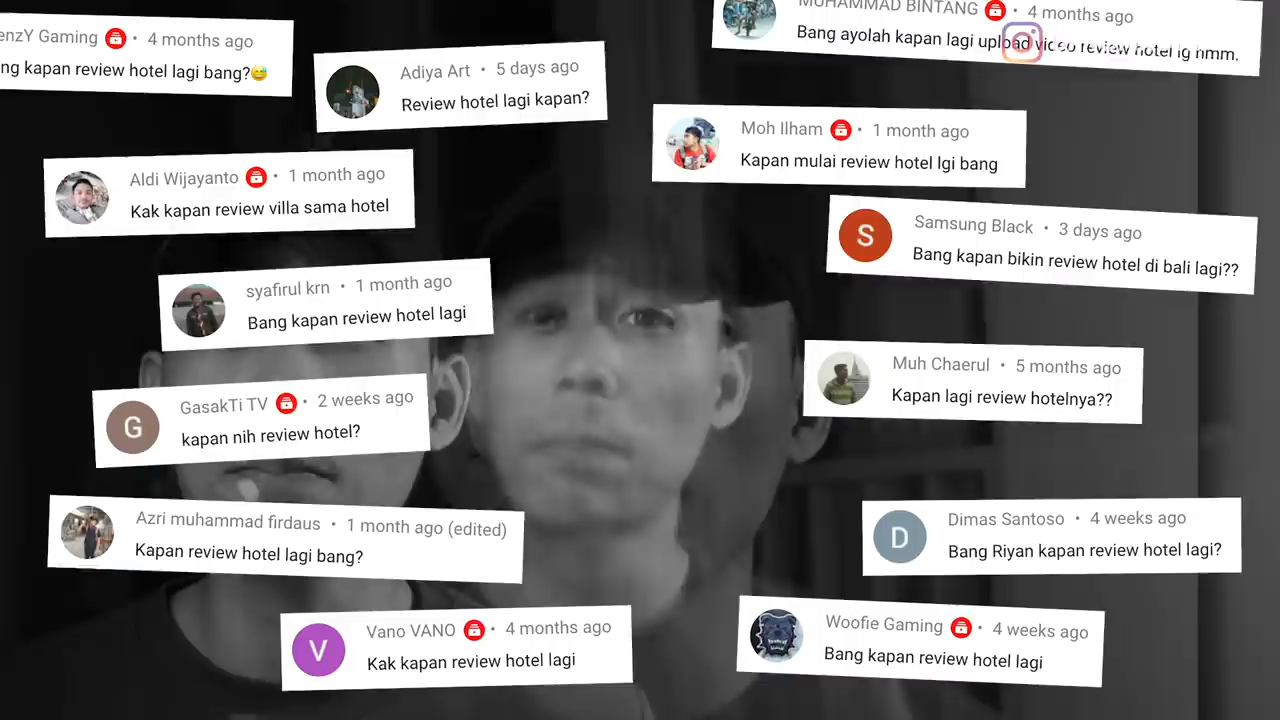 enzY Gaming • 4 months ago
ng kapan review hotel lagi bang?😅
MUHAMMAD BINTANG • 4 months ago
Bang ayolah kapan lagi upload video review hotel lg hmm.
Adiya Art • 5 days ago
Review hotel lagi kapan?
Moh Ilham • 1 month ago
Kapan mulai review hotel lgi bang
Aldi Wijayanto • 1 month ago
Kak kapan review villa sama hotel
S
Samsung Black • 3 days ago
Bang kapan bikin review hotel di bali lagi??
syafirul krn • 1 month ago
Bang kapan review hotel lagi
Muh Chaerul • 5 months ago
Kapan lagi review hotelnya??
G
GasakTi TV • 2 weeks ago
kapan nih review hotel?
Azri muhammad firdaus • 1 month ago (edited)
Kapan review hotel lagi bang?
D
Dimas Santoso • 4 weeks ago
Bang Riyan kapan review hotel lagi?
V
Vano VANO • 4 months ago
Kak kapan review hotel lagi
Woofie Gaming • 4 weeks ago
Bang kapan review hotel lagi